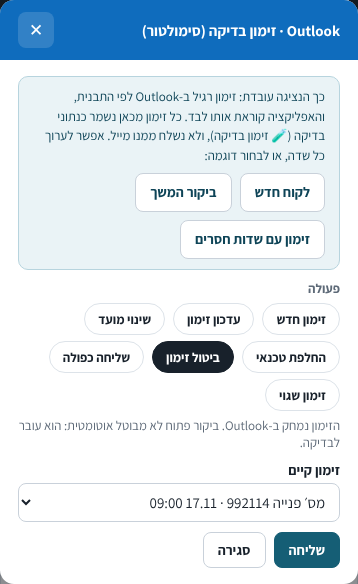 Outlook · זימון בדיקה (סימולטור)
✕
כך הנציגה עובדת: זימון רגיל ב-Outlook לפי התבנית,
והאפליקציה קוראת אותו לבד. כל זימון מכאן נשמר כנתוני
בדיקה (🧪 זימון בדיקה), ולא נשלח ממנו מייל. אפשר לערוך
כל שדה, או לבחור דוגמה:
לקוח חדש
ביקור המשך
זימון עם שדות חסרים
פעולה
זימון חדש
עדכון זימון
שינוי מועד
החלפת טכנאי
ביטול זימון
שליחה כפולה
זימון שגוי
הזימון נמחק ב-Outlook. ביקור פתוח לא מבוטל אוטומטית: הוא עובר
לבדיקה.
זימון קיים
מס׳ פנייה 992114 · 17.11 09:00
שליחה
סגירה